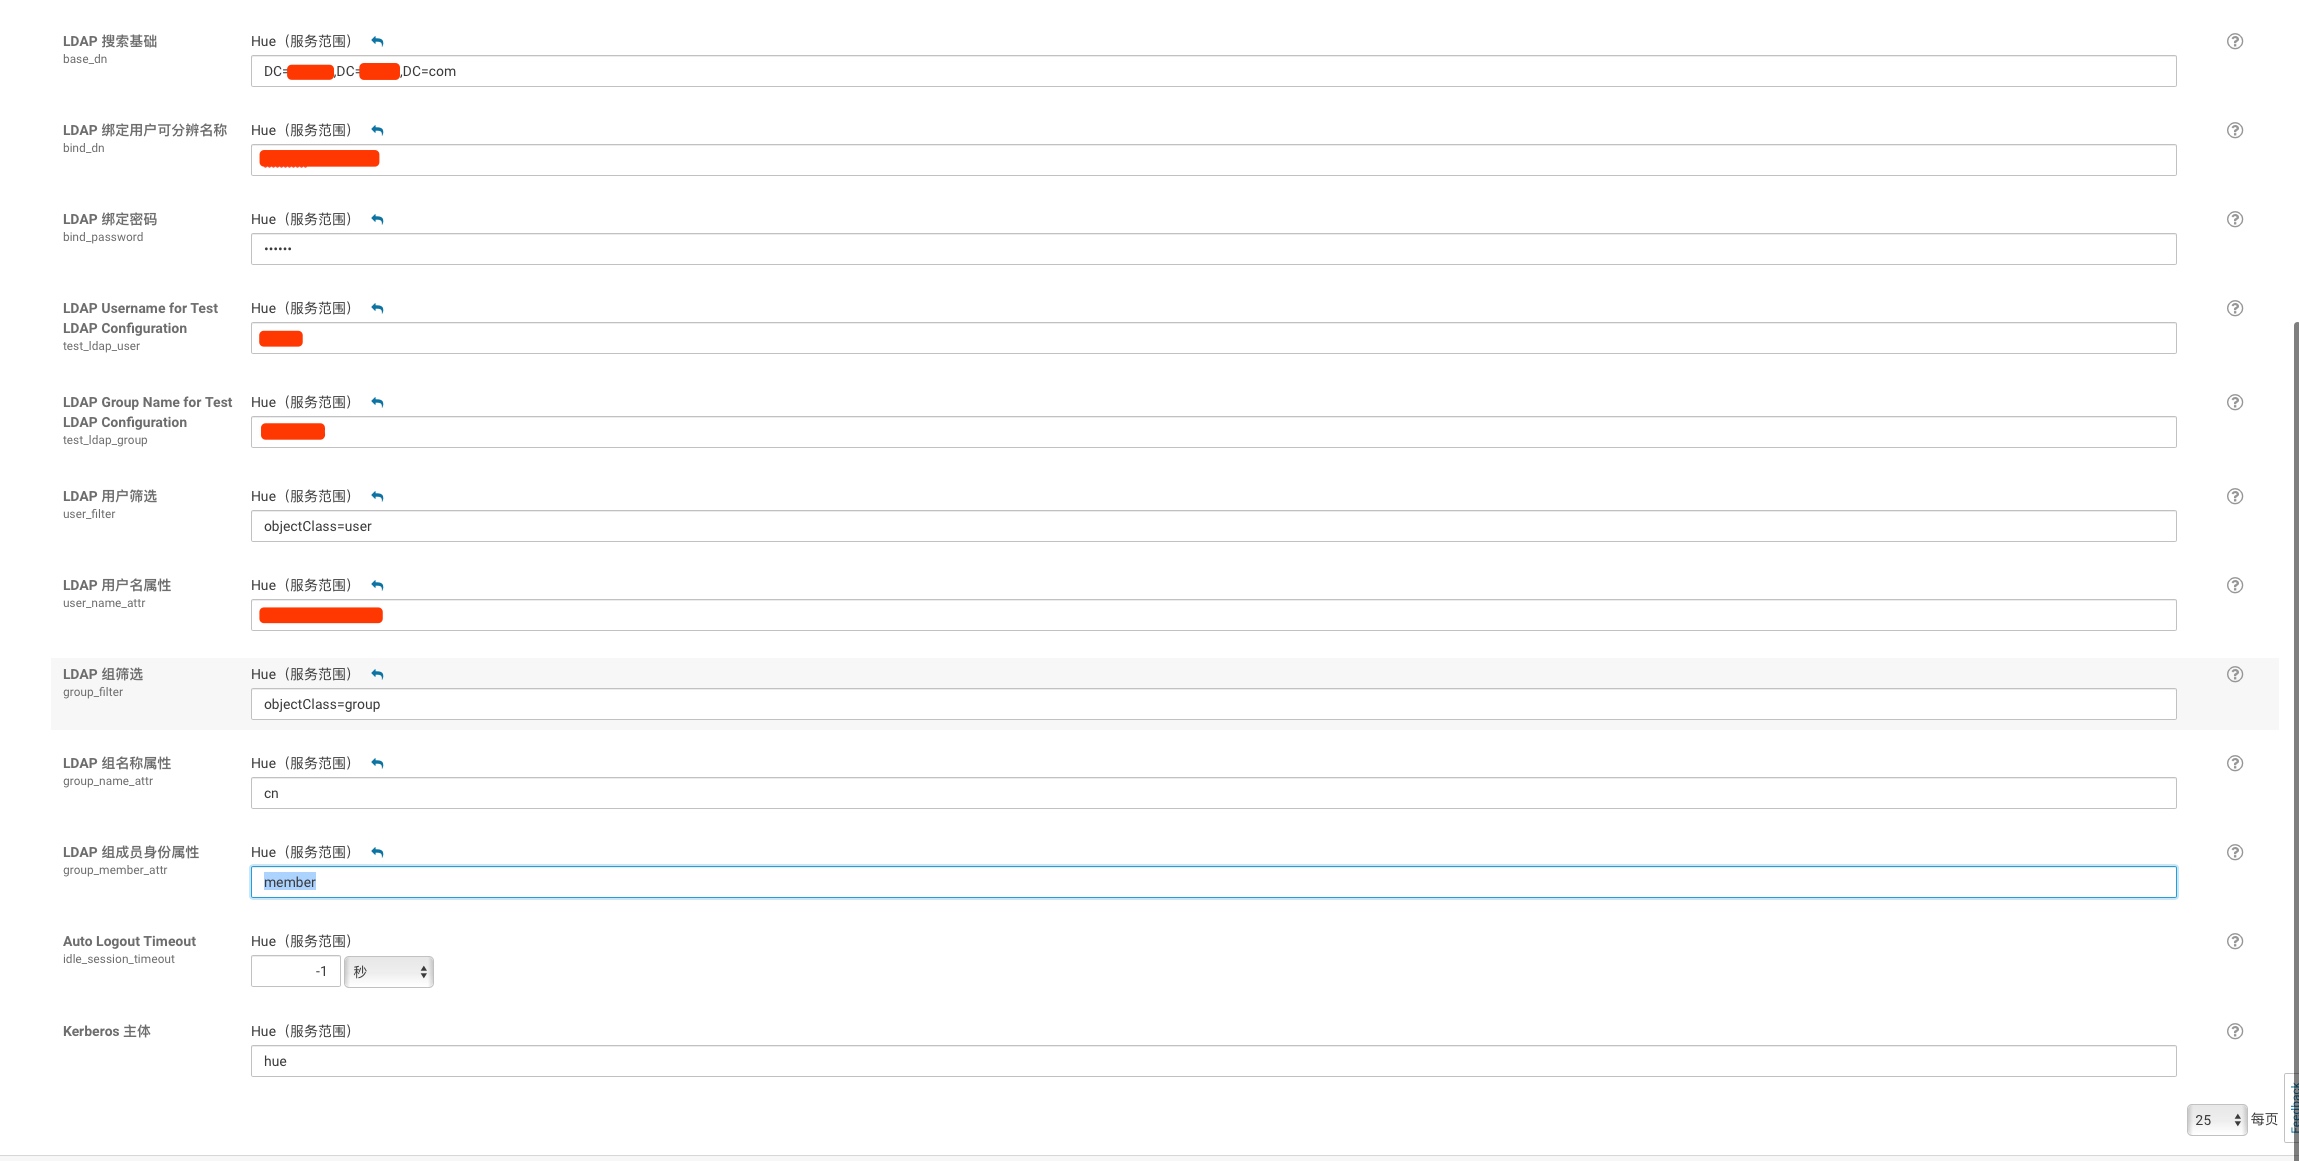 LDAP 搜索基础
base_dn
Hue（服务范围）
DC= ,DC= ,DC=com
LDAP 绑定用户可分辨名称
bind_dn
Hue（服务范围）
LDAP 绑定密码
bind_password
Hue（服务范围）
••••••
LDAP Username for Test
LDAP Configuration
test_ldap_user
Hue（服务范围）
LDAP Group Name for Test
LDAP Configuration
test_ldap_group
Hue（服务范围）
LDAP 用户筛选
user_filter
Hue（服务范围）
objectClass=user
LDAP 用户名属性
user_name_attr
Hue（服务范围）
LDAP 组筛选
group_filter
Hue（服务范围）
objectClass=group
LDAP 组名称属性
group_name_attr
Hue（服务范围）
cn
LDAP 组成员身份属性
group_member_attr
Hue（服务范围）
member
Auto Logout Timeout
idle_session_timeout
Hue（服务范围）
-1 秒
Kerberos 主体
Hue（服务范围）
hue
25 每页
Feedback